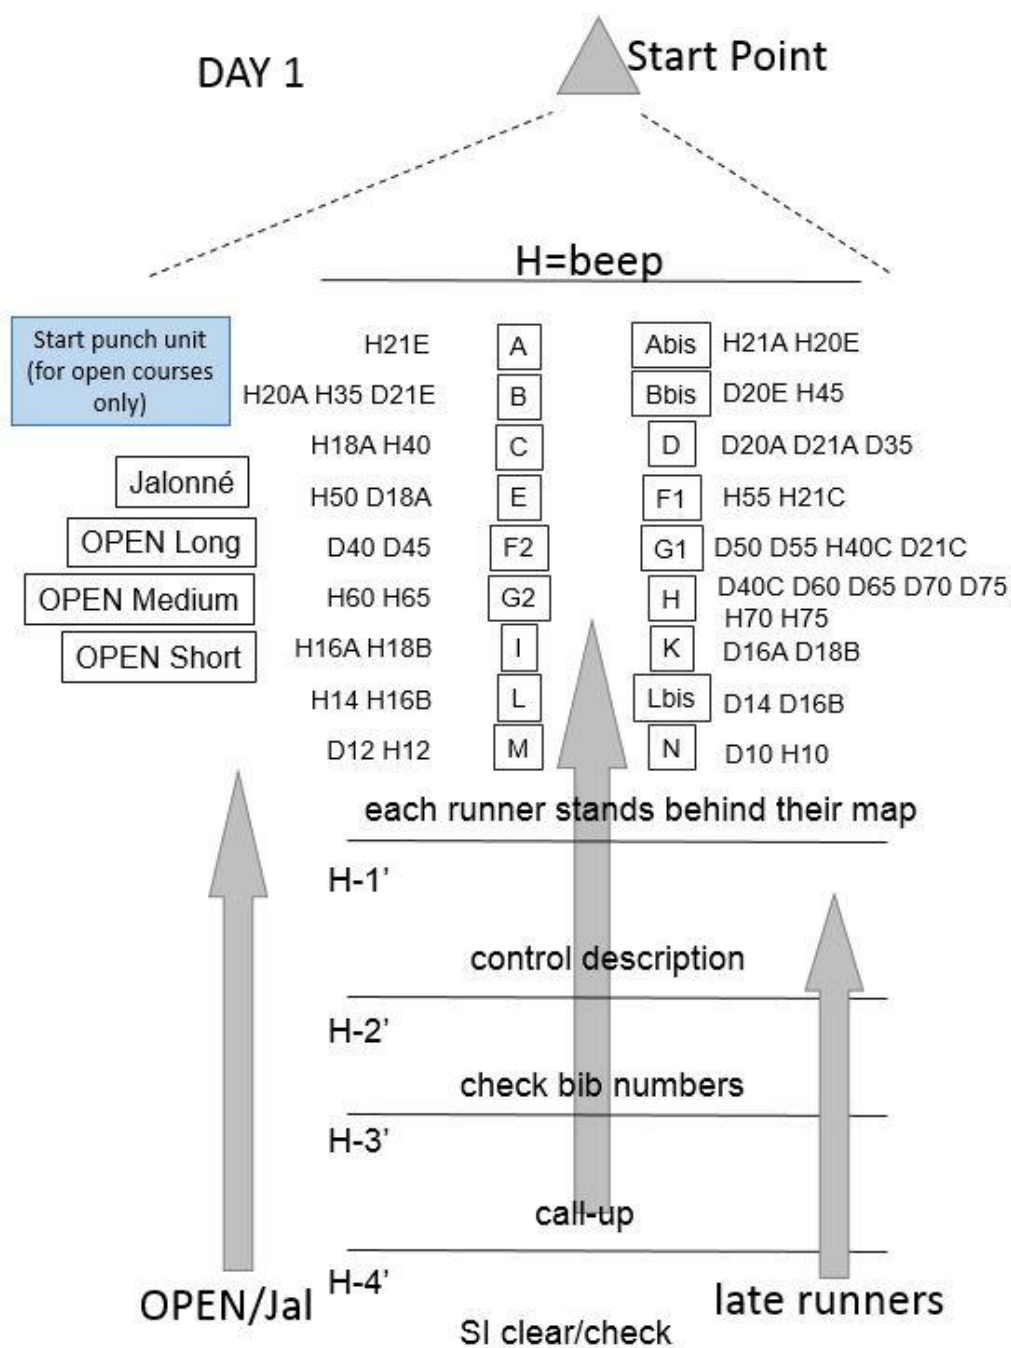 DAY 1
Start Point
H=beep
Start punch unit
(for open courses
only)
H21E A Abis H21A H20E
H20A H35 D21E B Bbis D20E H45
H18A H40 C D D20A D21A D35
Jalonné
H50 D18A E F1 H55 H21C
OPEN Long
D40 D45 F2 G1 D50 D55 H40C D21C
OPEN Medium
H60 H65 G2 H D40C D60 D65 D70 D75
H70 H75
OPEN Short
H16A H18B I K D16A D18B
H14 H16B L Lbis D14 D16B
D12 H12 M N D10 H10
each runner stands behind their map
H-1’
control description
H-2’
check bib numbers
H-3’
call-up
H-4’
OPEN/Jal
late runners
SI clear/check